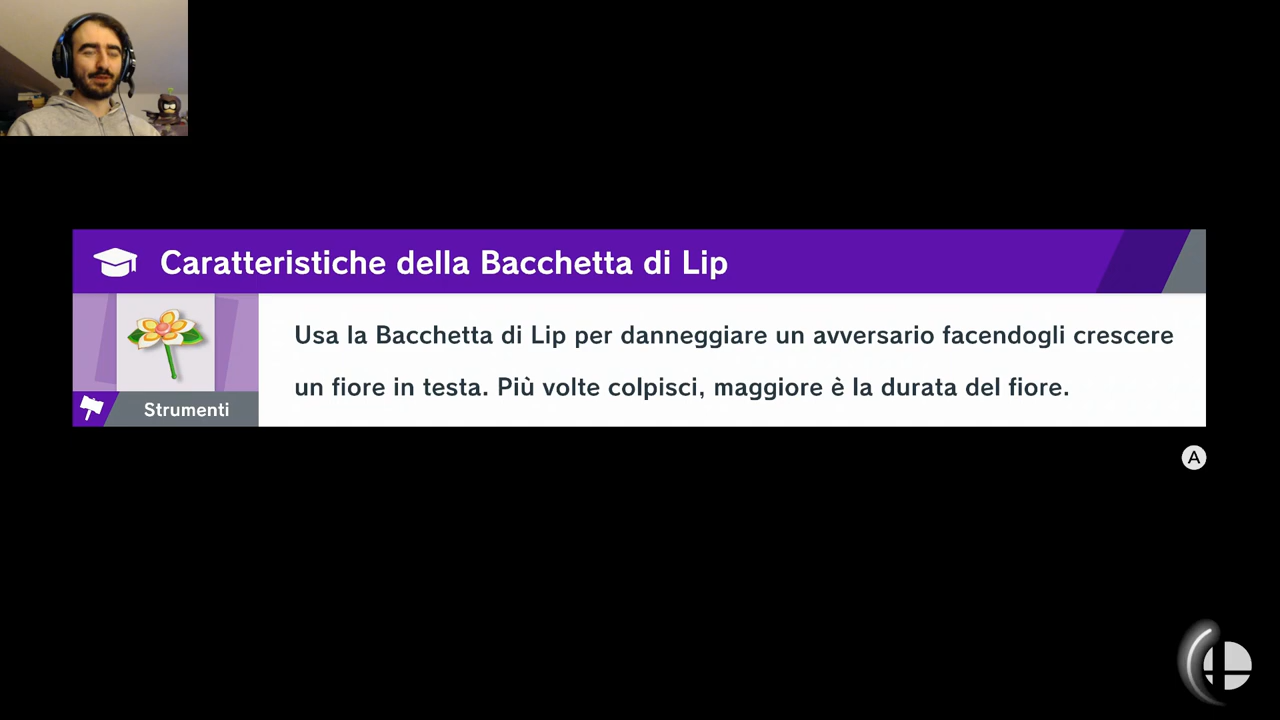 Caratteristiche della Bacchetta di Lip
Usa la Bacchetta di Lip per danneggiare un avversario facendogli crescere
un fiore in testa. Più volte colpisci, maggiore è la durata del fiore.
Strumenti
A